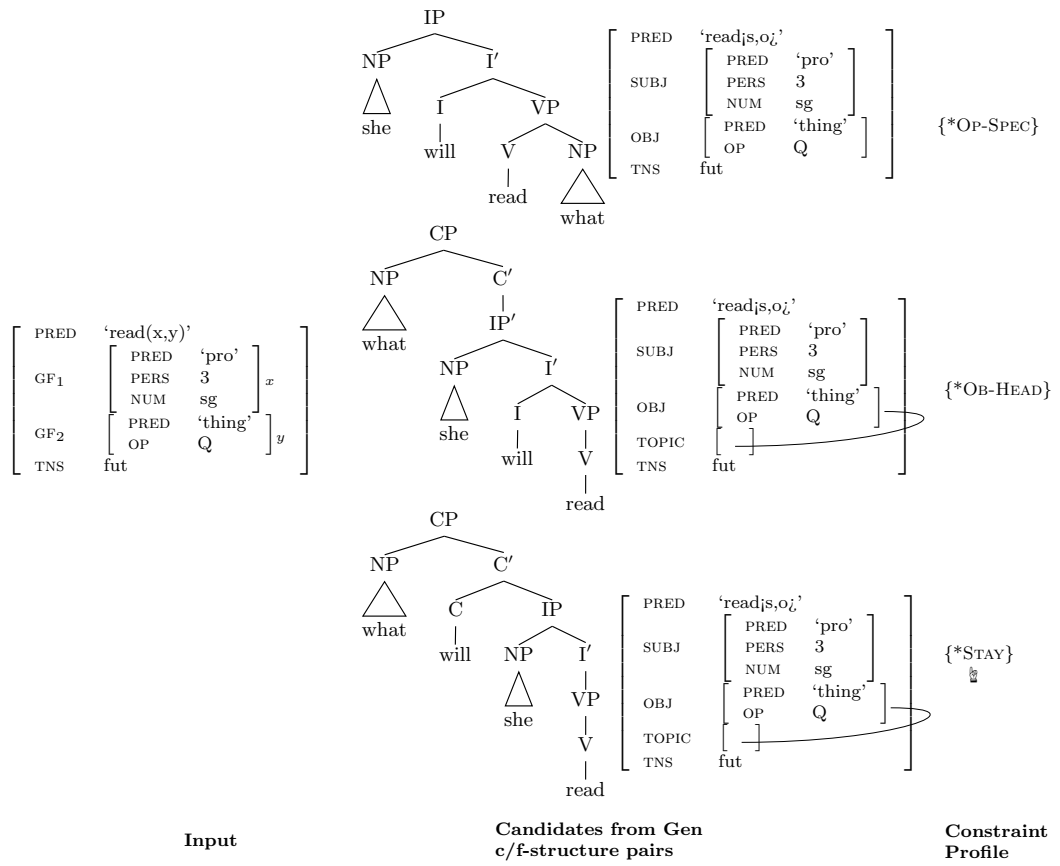 IP
NP I′
she I VP
will V NP
read what
PRED ‘read¡s,o¿’
SUBJ PRED ‘pro’
PERS 3
NUM sg
OBJ PRED ‘thing’
OP Q
TNS fut
{*OP-SPEC}
PRED ‘read(x,y)’
GF1 PRED ‘pro’
PERS 3
NUM sg
x
GF2 PRED ‘thing’
OP Q
y
TNS fut
CP
NP C′
what IP′
NP I′
she I VP
will V
read
PRED ‘read¡s,o¿’
SUBJ PRED ‘pro’
PERS 3
NUM sg
OBJ PRED ‘thing’
OP Q
TOPIC
TNS fut
{*OB-HEAD}
CP
NP C′
what C IP
will NP I′
she VP
V
read
PRED ‘read¡s,o¿’
SUBJ PRED ‘pro’
PERS 3
NUM sg
OBJ PRED ‘thing’
OP Q
TOPIC
TNS fut
{*STAY}
☝
Input
Candidates from Gen
c/f-structure pairs
Constraint
Profile